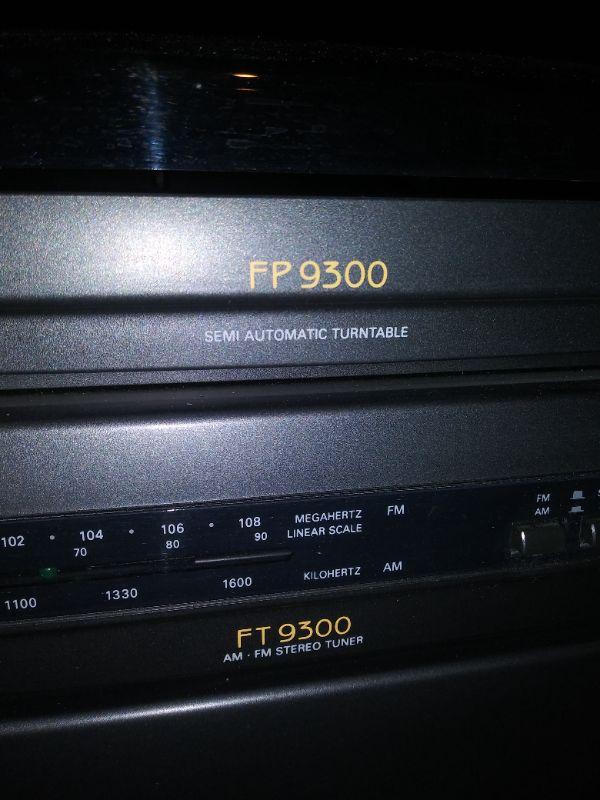 FP 9300
SEMI AUTOMATIC TURNTABLE
102 • 104 • 106 • 108 MEGAHERTZ FM
70 80 90 LINEAR SCALE
FM
AM
1100 1330 1600 KILOHERTZ AM
FT 9300
AM · FM STEREO TUNER